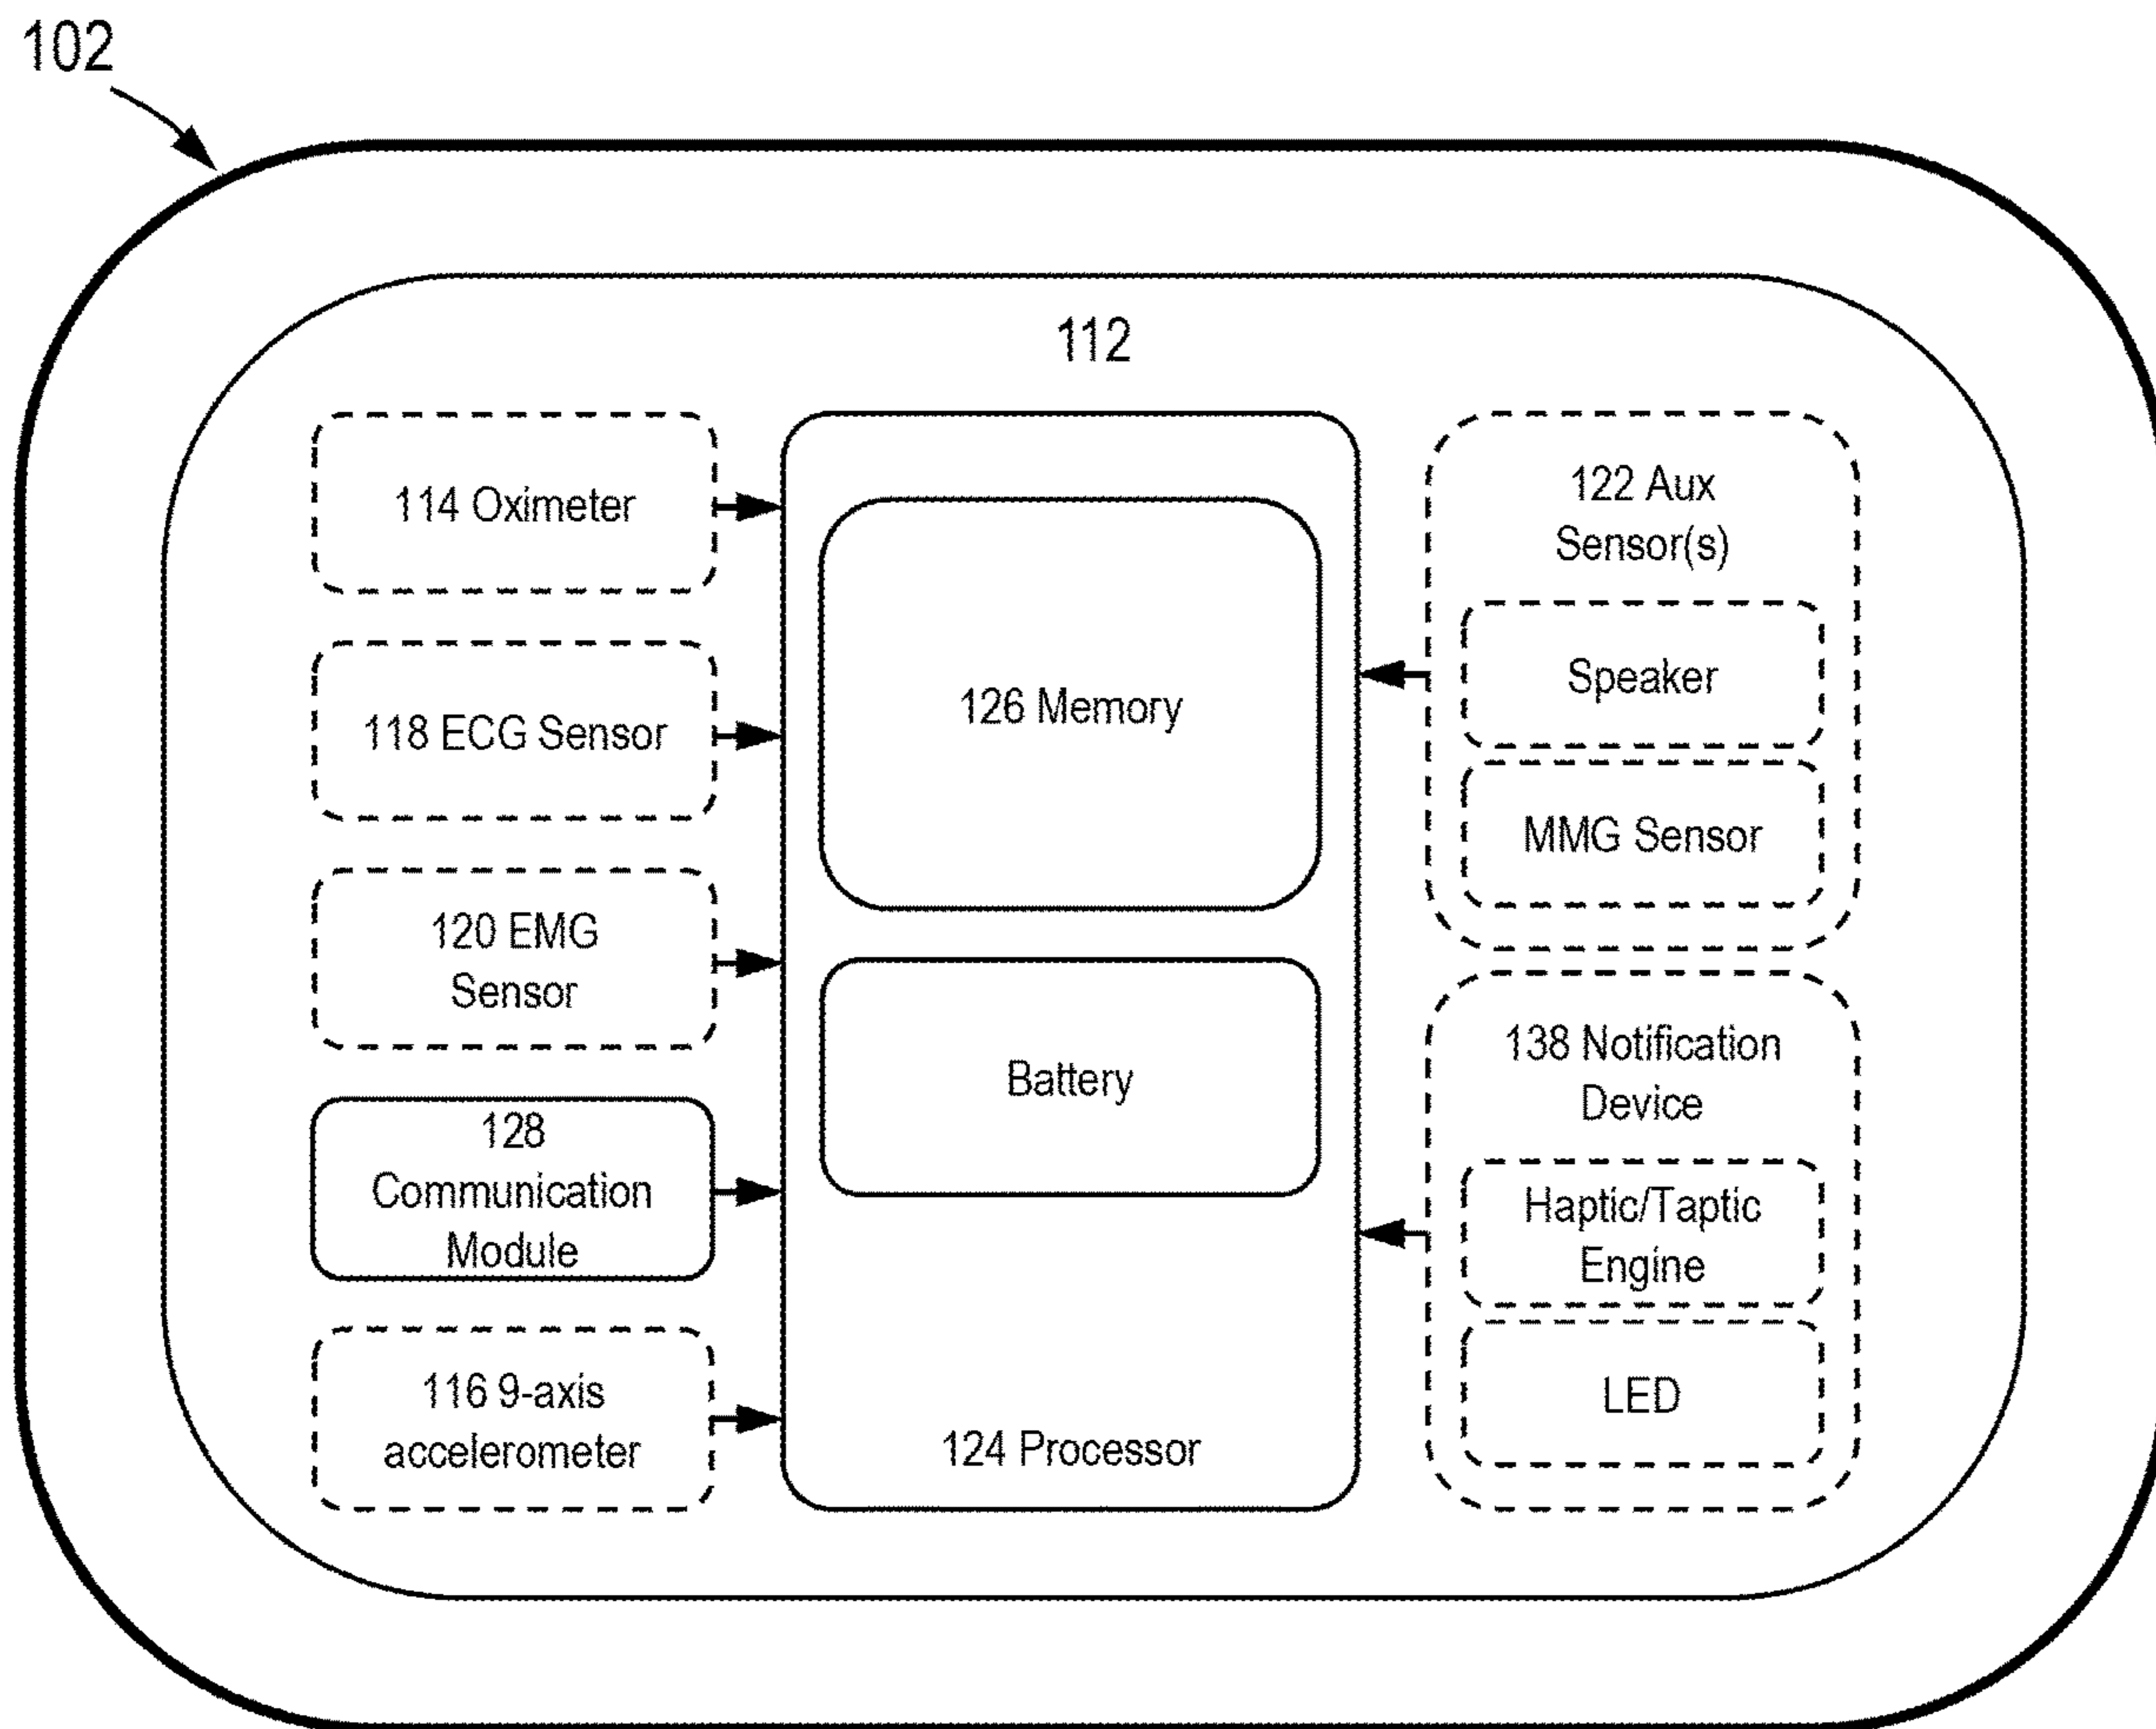 102
112
114 Oximeter
118 ECG Sensor
120 EMG
Sensor
128
Communication
Module
116 9-axis
accelerometer
126 Memory
Battery
124 Processor
122 Aux
Sensor(s)
Speaker
MMG Sensor
138 Notification
Device
Haptic/Taptic
Engine
LED